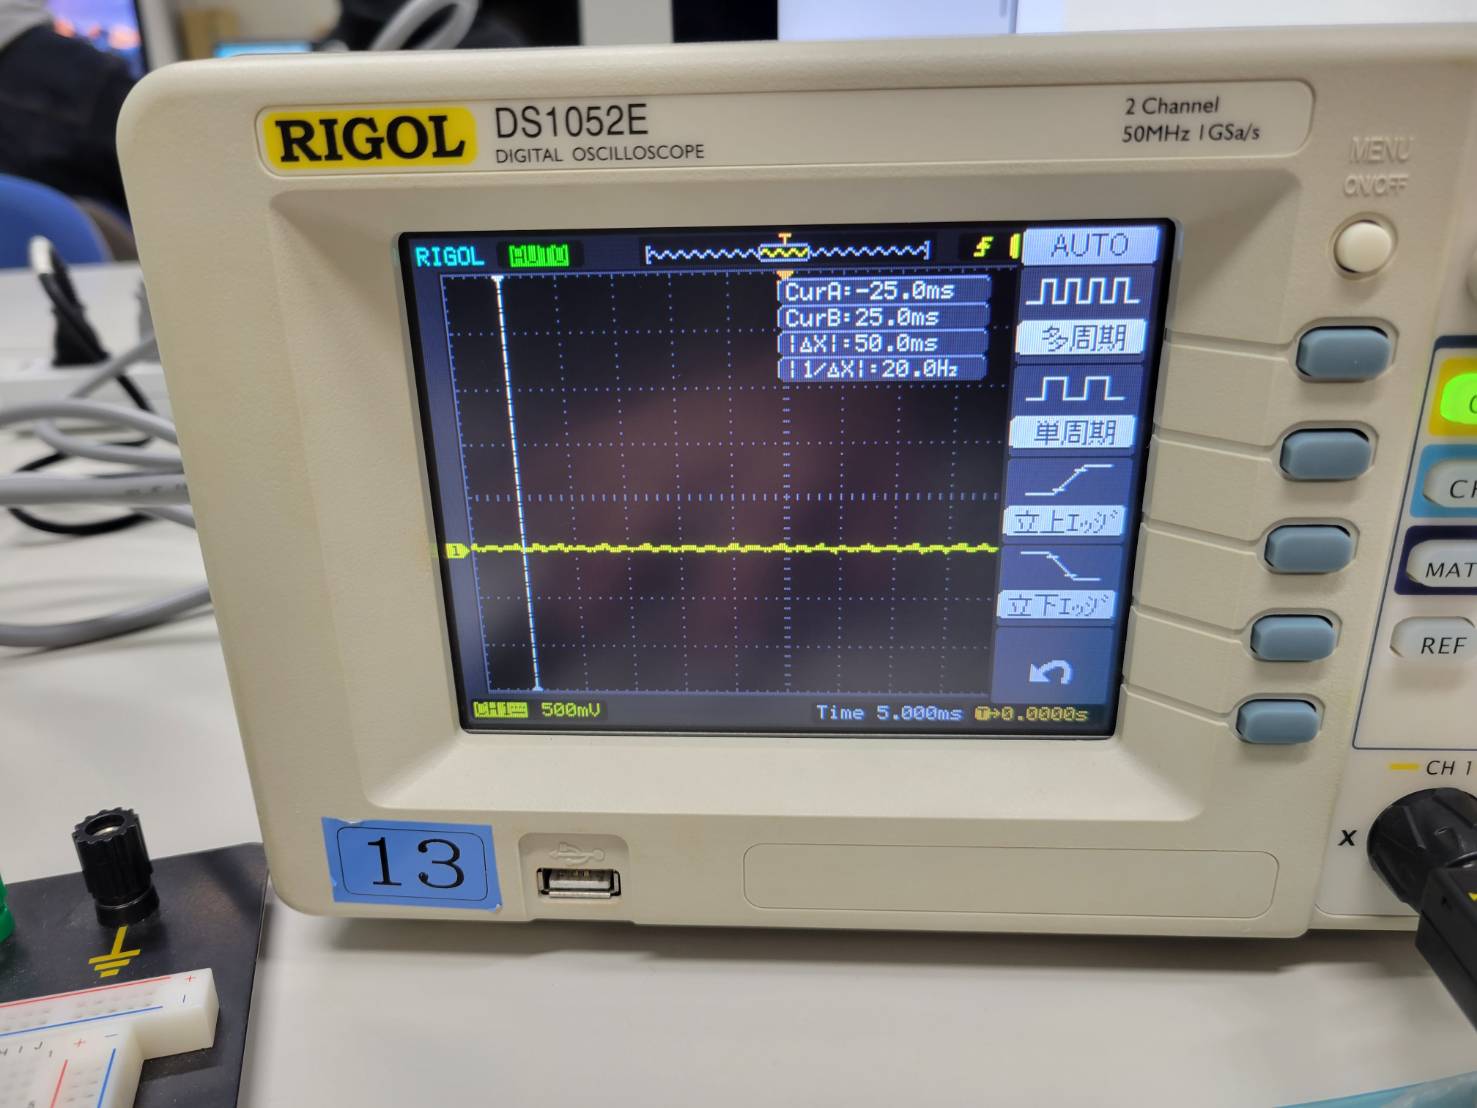 RIGOL
DS1052E
DIGITAL OSCILLOSCOPE
2 Channel
50MHz 1GSa/s
MENU
ON/OFF
RIGOL
T
AUTO
CurA:-25.0ms
CurB:25.0ms
|ΔX|:50.0ms
|1/ΔX|:20.0Hz
多周期
単周期
立上エッジ
立下エッジ
1
500mV
Time 5.000ms
T→0.0000s
MAT
REF
CH 1
X
13